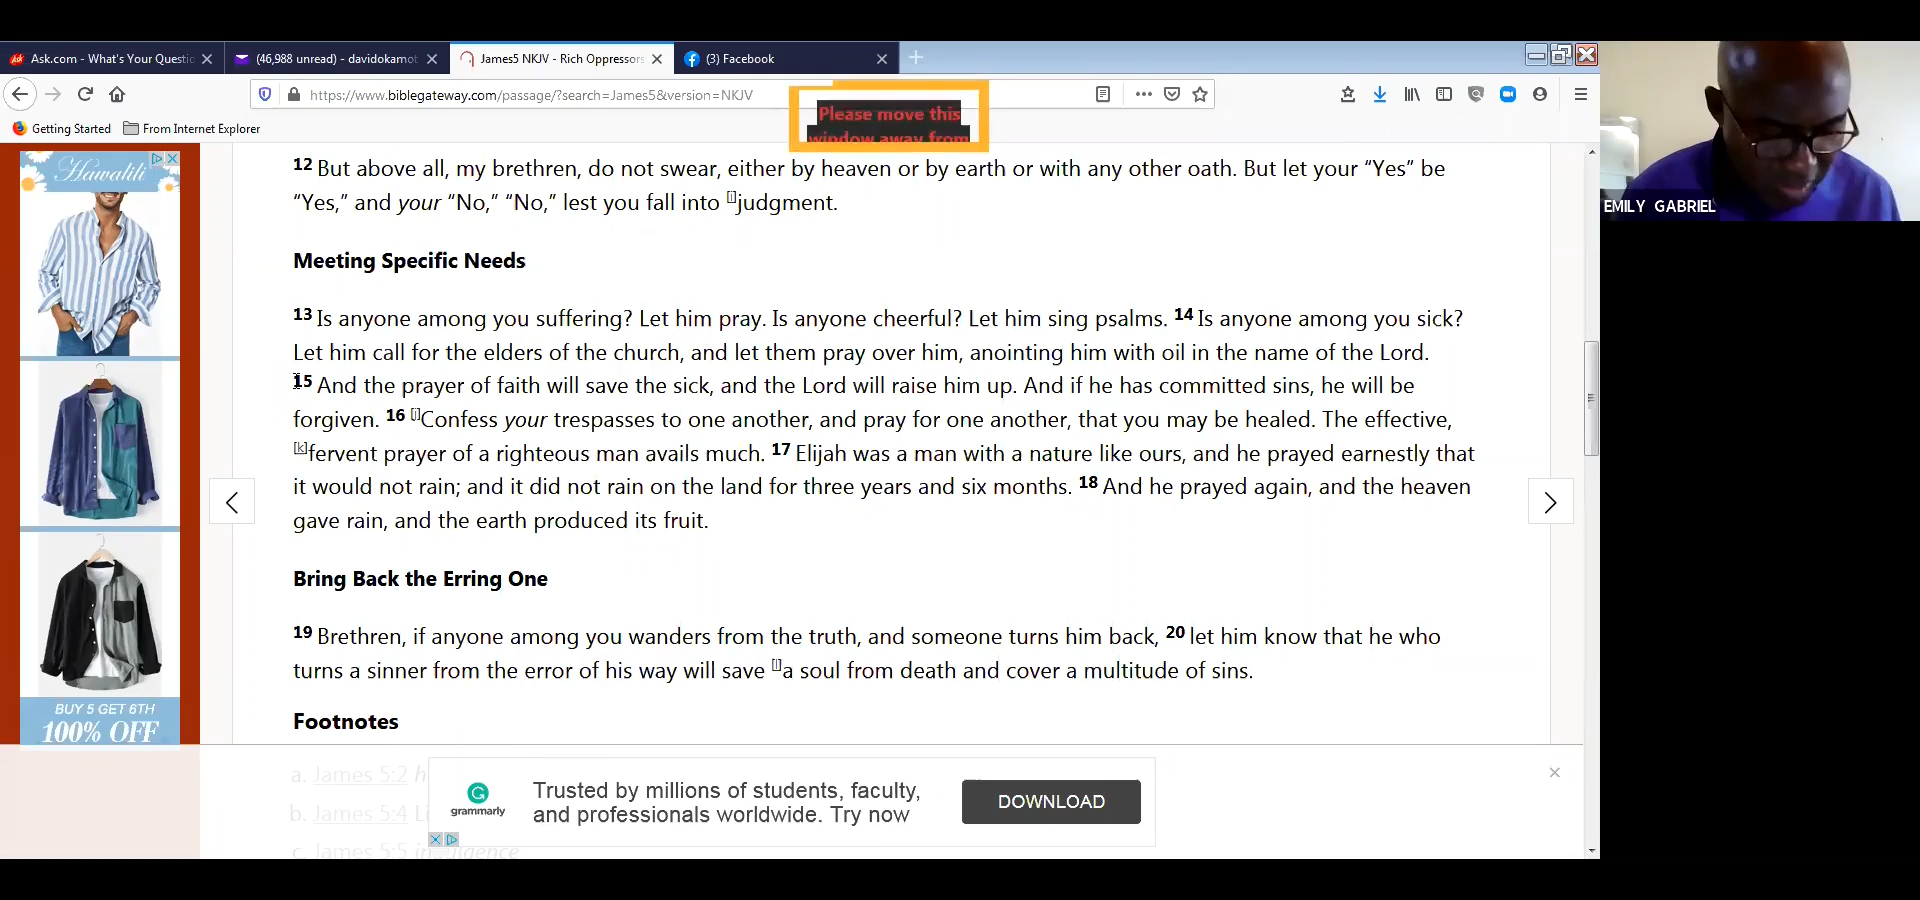 Ask.com - What's Your Questic
(46,988 unread) - davidokamot
James5 NKJV - Rich Oppressors
(3) Facebook
https://www.biblegateway.com/passage/?search=James5&version=NKJV
Please move this
window away from
Getting Started
From Internet Explorer
EMILY GABRIEL
Hawalili
BUY 5 GET 6TH
100% OFF
12 But above all, my brethren, do not swear, either by heaven or by earth or with any other oath. But let your “Yes” be
“Yes,” and your “No,” “No,” lest you fall into [i]judgment.
Meeting Specific Needs
13 Is anyone among you suffering? Let him pray. Is anyone cheerful? Let him sing psalms. 14 Is anyone among you sick?
Let him call for the elders of the church, and let them pray over him, anointing him with oil in the name of the Lord.
15 And the prayer of faith will save the sick, and the Lord will raise him up. And if he has committed sins, he will be
forgiven. 16 [j]Confess your trespasses to one another, and pray for one another, that you may be healed. The effective,
[k]fervent prayer of a righteous man avails much. 17 Elijah was a man with a nature like ours, and he prayed earnestly that
it would not rain; and it did not rain on the land for three years and six months. 18 And he prayed again, and the heaven
gave rain, and the earth produced its fruit.
Bring Back the Erring One
19 Brethren, if anyone among you wanders from the truth, and someone turns him back, 20 let him know that he who
turns a sinner from the error of his way will save [l]a soul from death and cover a multitude of sins.
Footnotes
a. James 5:2 h
b. James 5:4 Li
c. James 5:5 indulgence
grammarly
Trusted by millions of students, faculty,
and professionals worldwide. Try now
DOWNLOAD